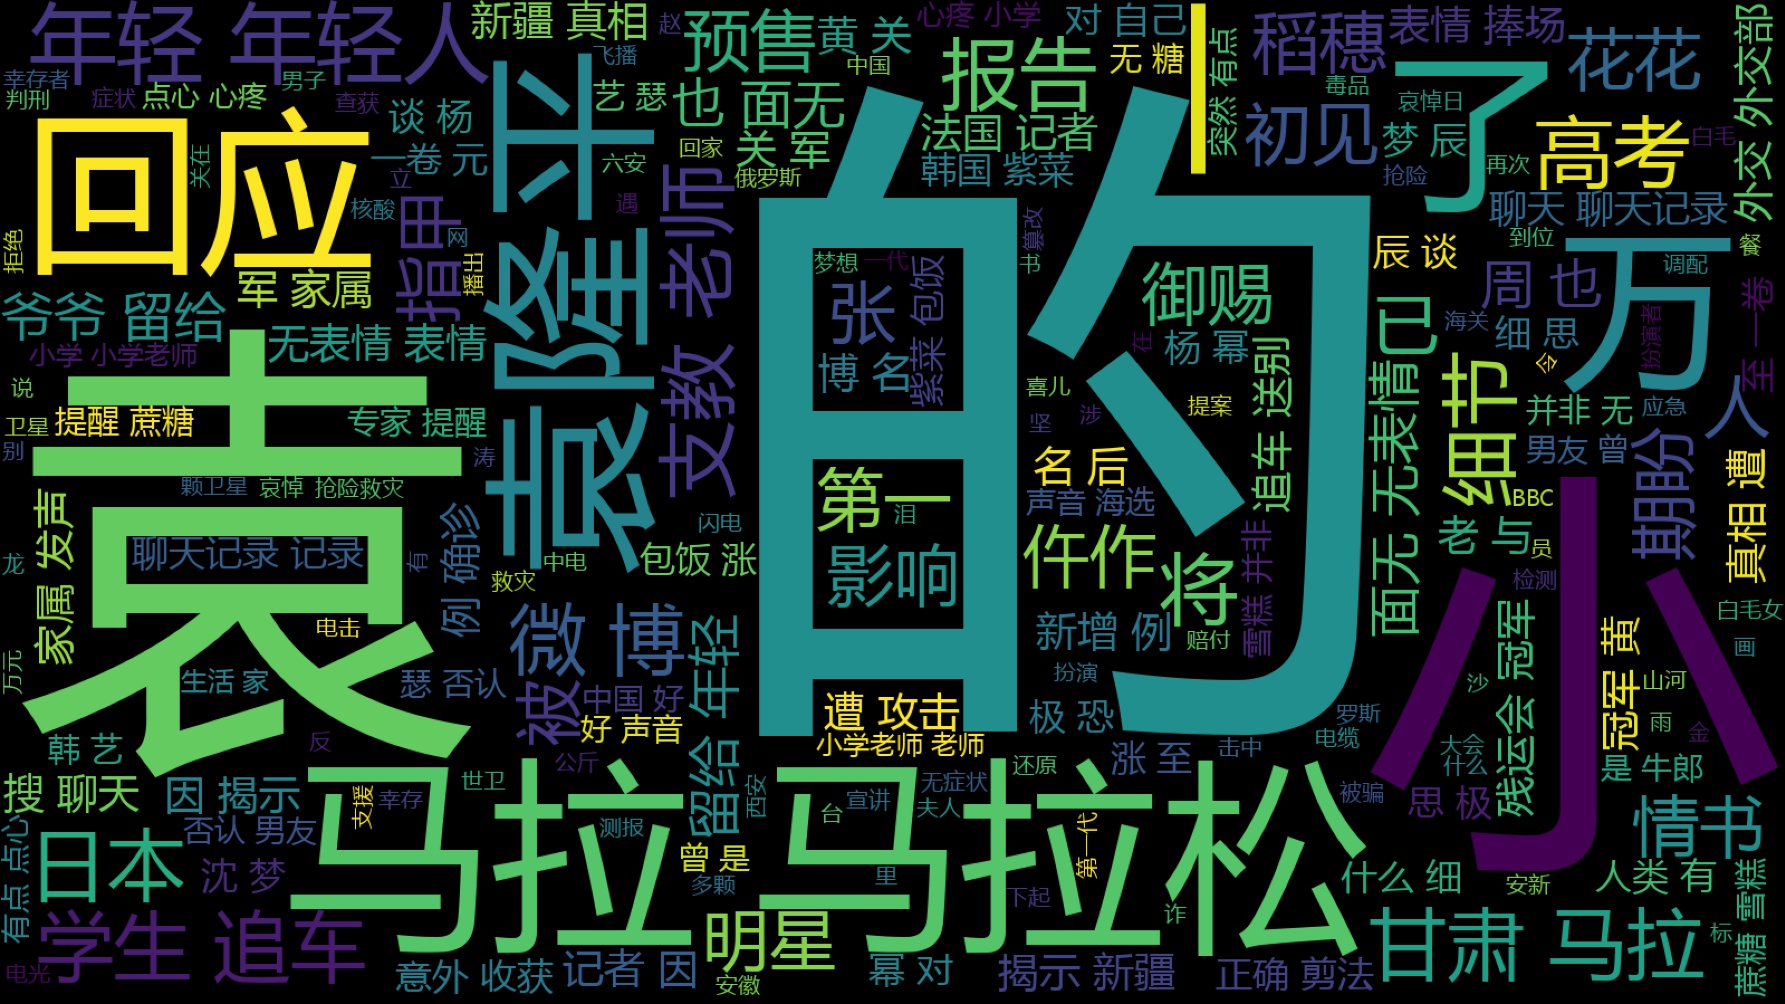 年轻 年轻人
新疆 真相
赵
心疼 小学
对 自己
表情 捧场
飞播
预售
黄 关
中国
报告
无 糖
一
突然 有点
稻穗
花花
外交 外交部
幸存者
判刑
症状
点心 心疼
男子
查获
艺 瑟
也 面无
毒品
哀悼日
了
谈 杨
回应
一卷 元
关在
立
核酸
回家
关 军
六安
俄罗斯
法国 记者
韩国 紫菜
初见
梦 辰
抢险
再次
高考
白毛
聊天 聊天记录
拒绝
指甲
网
播出
遇
袁隆平
女教 老师
的
篡改
书
梦想
一代
张
博 名
紫菜 包饭
御赐
杨 幂
在
辰 谈
到位
周 也
细 思
海关
万
调配
餐
军 家属
爷爷 留给
无表情 表情
小学 小学老师
说
卫星
提醒 蔗糖
专家 提醒
别
涛
袁
颗卫星
哀悼
抢险救灾
喜儿
坚
涉
提案
追车 送别
已
面无 无表情
细节
令
扮演者
至 一卷
并非 无
应急
人
男友 曾
期盼
真相 遭
名 后
声音 海选
BBC
第一
泪
影响
仵作
将
雪糕 并非
老 与
员
检测
小
白毛女
画
家属 发声
龙
聊天记录 记录
有
例 确诊
闪电
中电
救灾
包饭 涨
电击
微 博
留给 年轻
新增 例
赔付
扮演
残运会 冠军
冠军 黄
山河
沙
雨
金
万元
生活 家
瑟 否认
被
中国 好
好 声音
遭 攻击
小学老师 老师
极 恐
罗斯
电缆
大会
什么
是 牛郎
韩 艺
反
公斤
涨 至
击中
搜 聊天
因 揭示
世卫
还原
无症状
被骗
思 极
情书
支援
幸存
马拉 马拉松
测报
西安
台
宣讲
夫人
第一代
否认 男友
有点 点心
日本
沈 梦
曾 是
多颗
里
下起
诈
什么 细
安新
人类 有
蔗糖 雪糕
学生 追车
电光
意外 收获
记者 因
明星
安徽
幂 对
揭示 新疆
正确 剪法
甘肃 马拉
标